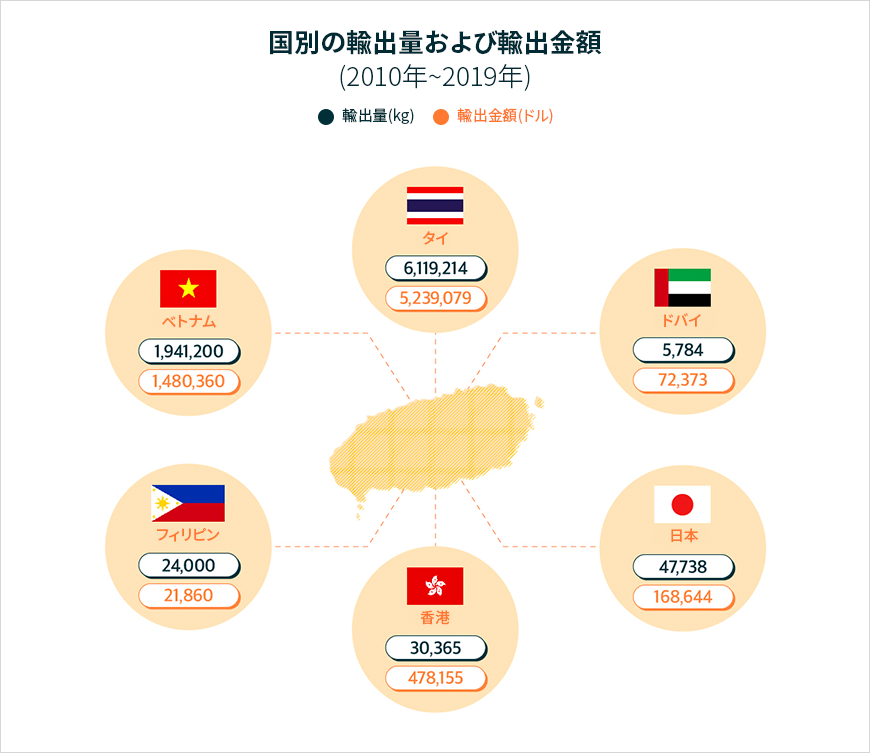 国別の輸出量および輸出金額
(2010年~2019年)
輸出量(kg) 輸出金額(ドル)
タイ
6,119,214
5,239,079
ベトナム
1,941,200
1,480,360
ドバイ
5,784
72,373
フィリピン
24,000
21,860
日本
47,738
168,644
香港
30,365
478,155